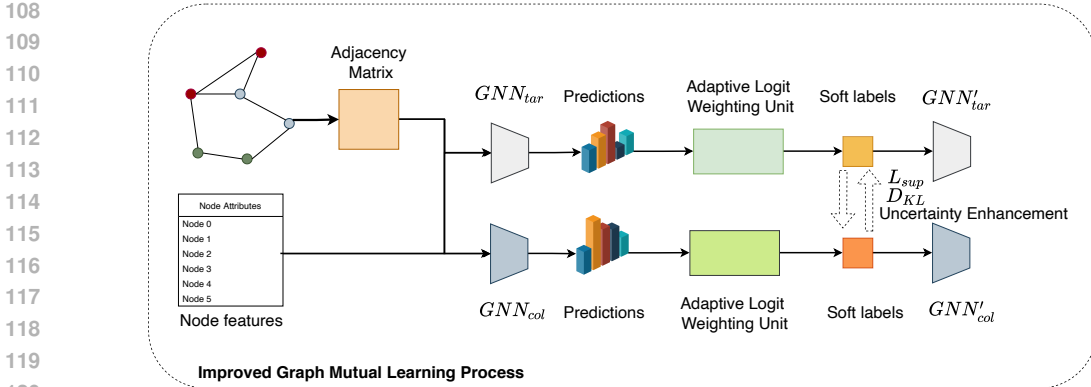 108
109
110
111
112
113
114
115
116
117
118
119
Adjacency
Matrix
GNN_tar
Predictions
Adaptive Logit
Weighting Unit
Soft labels
GNN'_tar
L_sup
D_KL
Uncertainty Enhancement
Node Attributes
Node 0
Node 1
Node 2
Node 3
Node 4
Node 5
Node features
GNN_col
Predictions
Adaptive Logit
Weighting Unit
Soft labels
GNN'_col
Improved Graph Mutual Learning Process